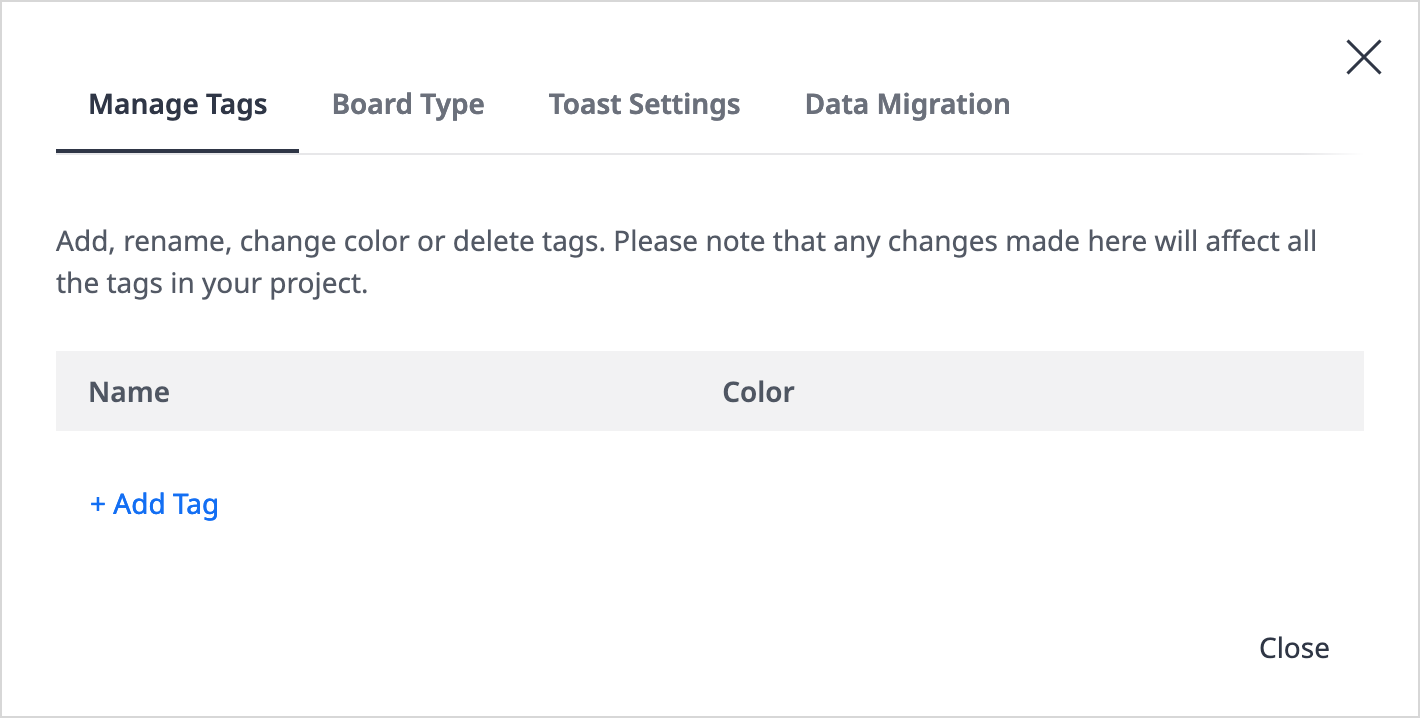 Manage Tags Board Type Toast Settings Data Migration
Add, rename, change color or delete tags. Please note that any changes made here will affect all
the tags in your project.
Name Color
+ Add Tag
Close